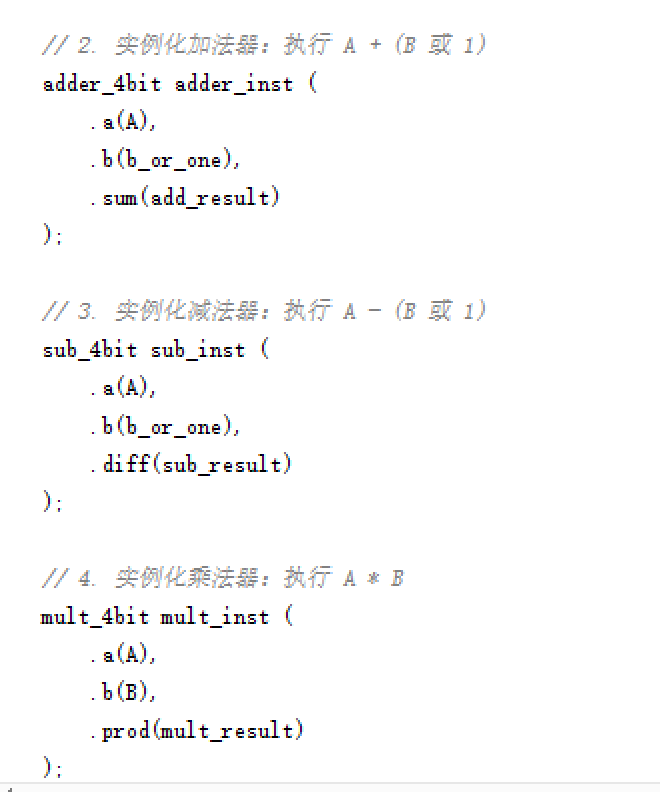 // 2. 实例化加法器：执行 A + (B 或 1)
adder_4bit adder_inst (
.a(A),
.b(b_or_one),
.sum(add_result)
);
// 3. 实例化减法器：执行 A - (B 或 1)
sub_4bit sub_inst (
.a(A),
.b(b_or_one),
.diff(sub_result)
);
// 4. 实例化乘法器：执行 A * B
mult_4bit mult_inst (
.a(A),
.b(B),
.prod(mult_result)
);